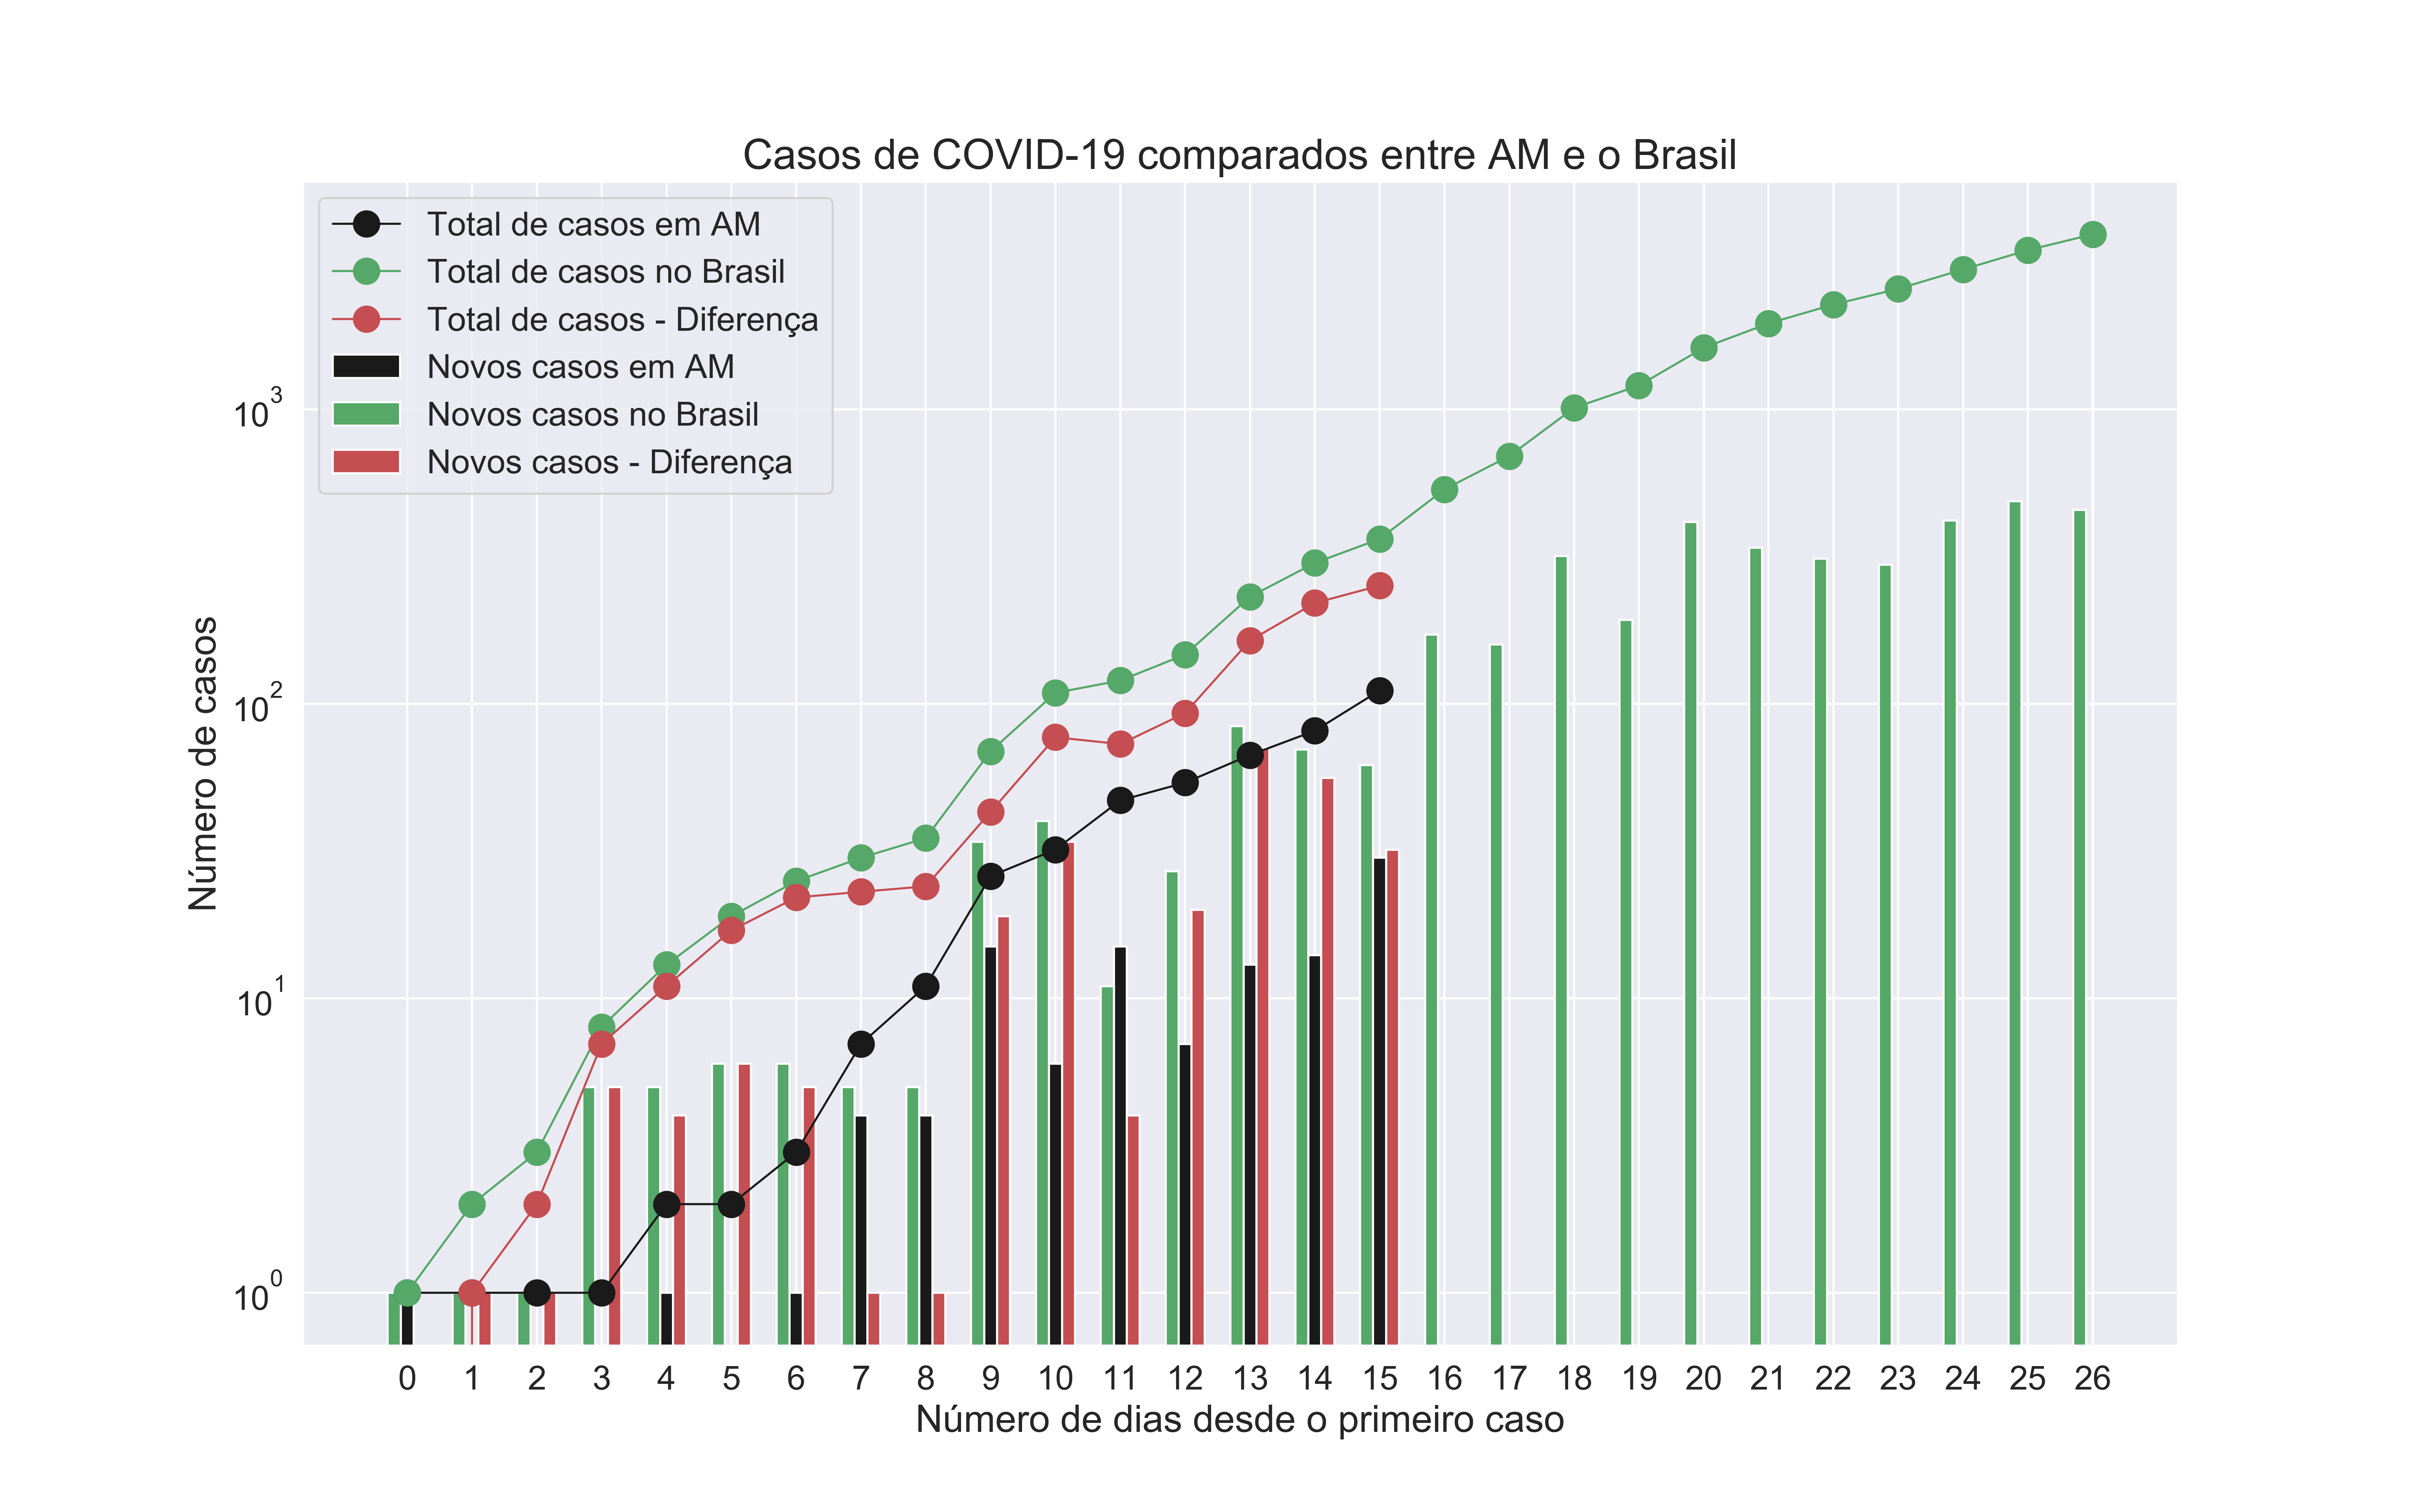 Casos de COVID-19 comparados entre AM e o Brasil
Total de casos em AM
Total de casos no Brasil
Total de casos - Diferença
Novos casos em AM
Novos casos no Brasil
Novos casos - Diferença
Número de casos
10^3
10^2
10^1
10^0
0 1 2 3 4 5 6 7 8 9 10 11 12 13 14 15 16 17 18 19 20 21 22 23 24 25 26
Número de dias desde o primeiro caso